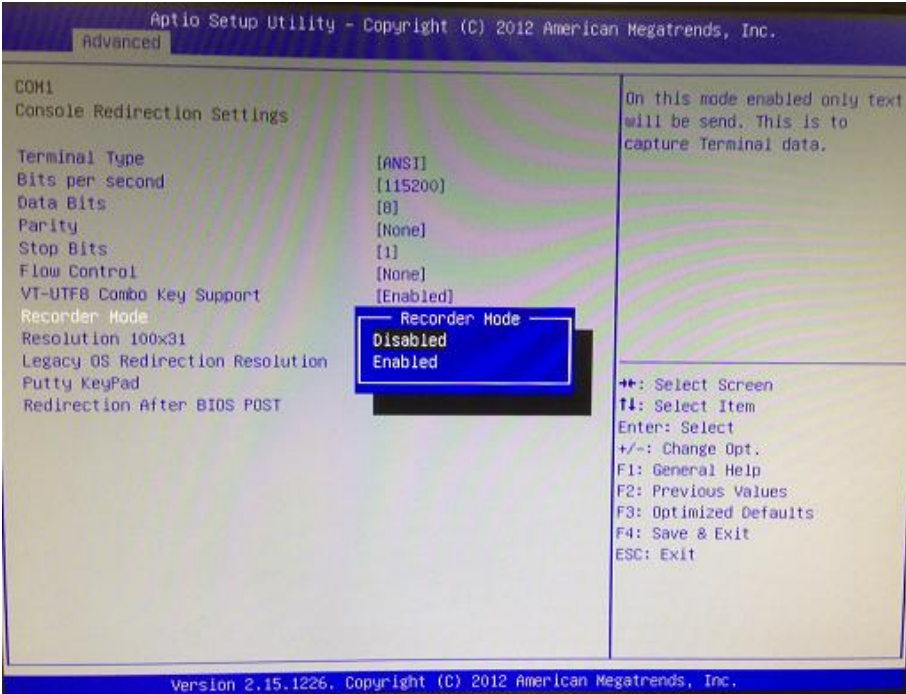 Aptio Setup Utility – Copyright (C) 2012 American Megatrends, Inc.
Advanced
COM1
Console Redirection Settings
Terminal Type [ANSI]
Bits per second [115200]
Data Bits [8]
Parity [None]
Stop Bits [1]
Flow Control [None]
VT-UTF8 Combo Key Support [Enabled]
Recorder Mode
Resolution 100x31
Legacy OS Redirection Resolution
Putty KeyPad
Redirection After BIOS POST
Recorder Mode
Disabled
Enabled
On this mode enabled only text
will be send. This is to
capture Terminal data.
→←: Select Screen
↑↓: Select Item
Enter: Select
+/-: Change Opt.
F1: General Help
F2: Previous Values
F3: Optimized Defaults
F4: Save & Exit
ESC: Exit
Version 2.15.1226. Copyright (C) 2012 American Megatrends, Inc.